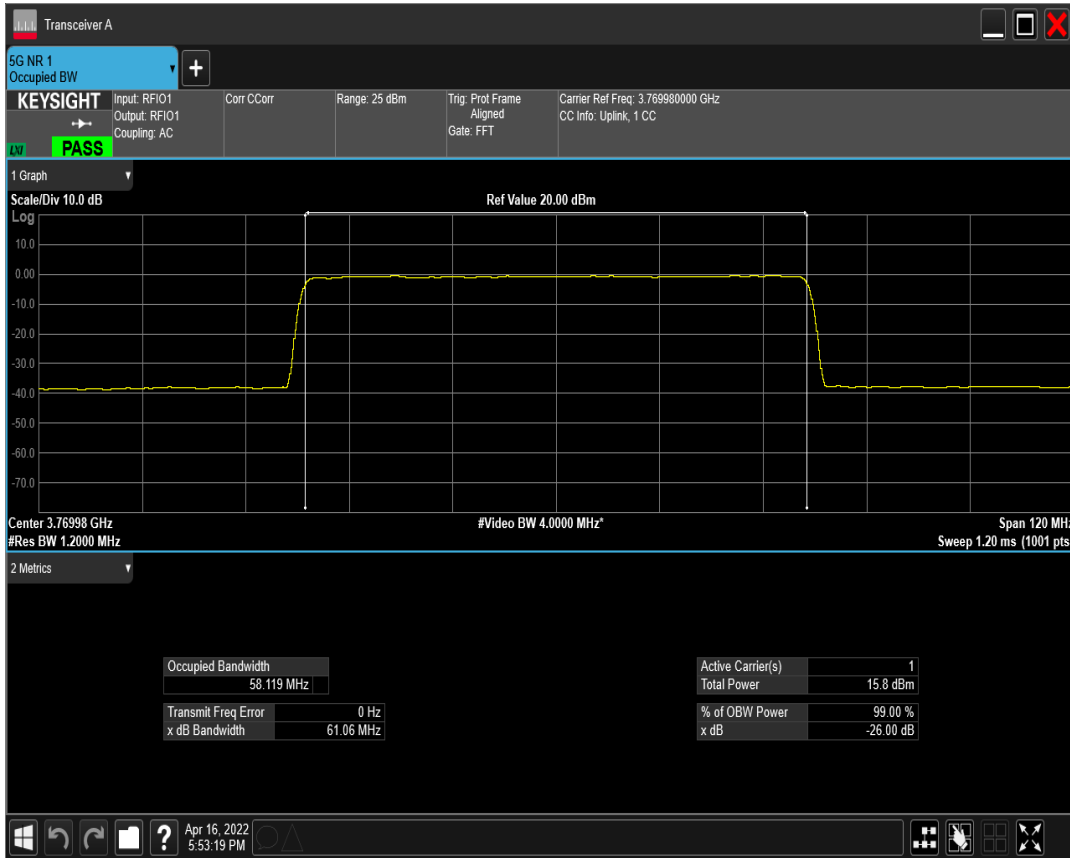 Transceiver A
5G NR 1
Occupied BW
+
KEYSIGHT
Input: RFIO1
Output: RFIO1
Coupling: AC
Corr CCorr
Range: 25 dBm
Trig: Prot Frame
Aligned
Gate: FFT
Carrier Ref Freq: 3.769980000 GHz
CC Info: Uplink, 1 CC
LXI
PASS
1 Graph
Scale/Div 10.0 dB
Ref Value 20.00 dBm
Log
10.0
0.00
-10.0
-20.0
-30.0
-40.0
-50.0
-60.0
-70.0
Center 3.76998 GHz
#Video BW 4.0000 MHz*
Span 120 MHz
#Res BW 1.2000 MHz
Sweep 1.20 ms (1001 pts
2 Metrics
Occupied Bandwidth
58.119 MHz
Transmit Freq Error 0 Hz
x dB Bandwidth 61.06 MHz
Active Carrier(s) 1
Total Power 15.8 dBm
% of OBW Power 99.00 %
x dB -26.00 dB
?
Apr 16, 2022
5:53:19 PM